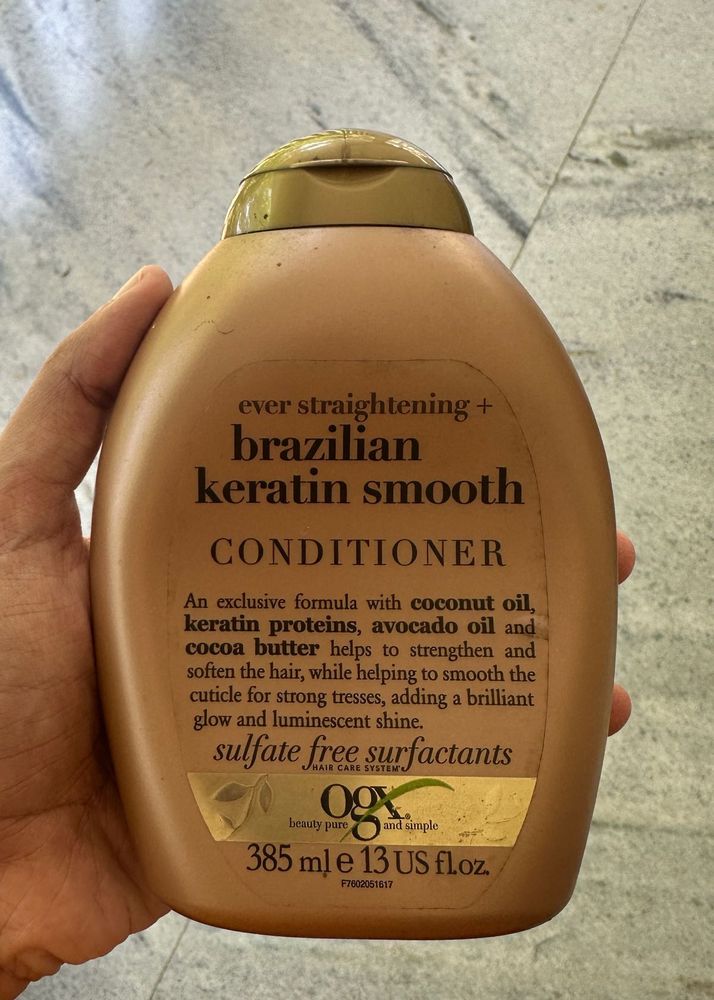 ever straightening +
brazilian
keratin smooth
CONDITIONER
An exclusive formula with coconut oil,
keratin proteins, avocado oil and
cocoa butter helps to strengthen and
soften the hair, while helping to smooth the
cuticle for strong tresses, adding a brilliant
glow and luminescent shine.
sulfate free surfactants
HAIR CARE SYSTEM™
ogx®
beauty pure and simple
385 ml e 13 US fl.oz.
F7602051617